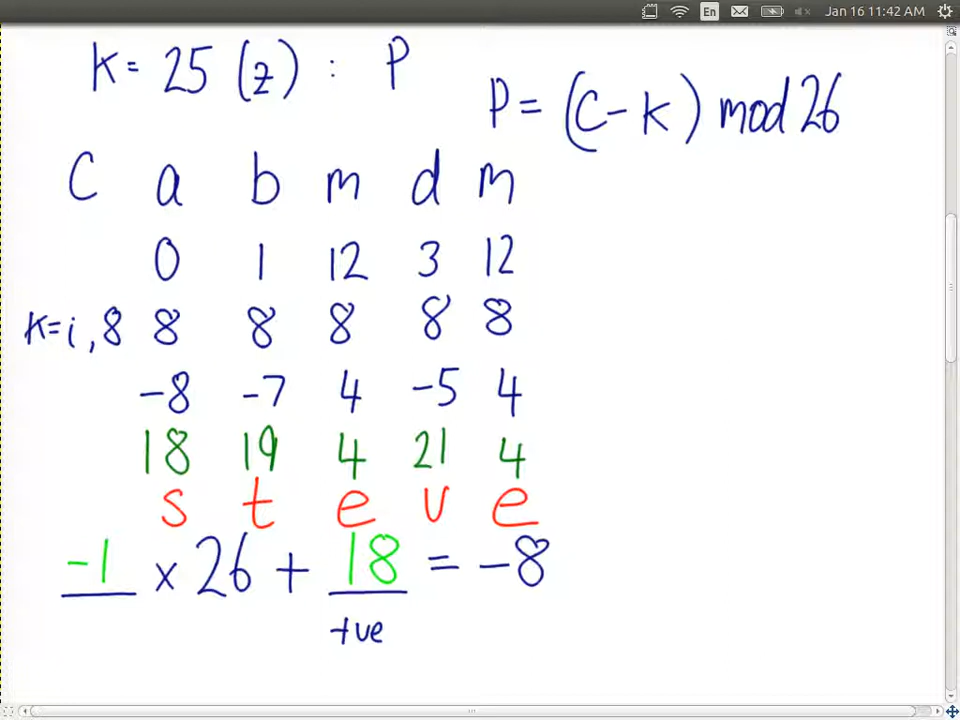 En Jan 16 11:42 AM
K= 25 (z) : P
P= (C-K) mod 26
C a b m d m
0 1 12 3 12
K=i,8 8 8 8 8 8
-8 -7 4 -5 4
18 19 4 21 4
s t e v e
-1 × 26 + 18 = -8
+ve